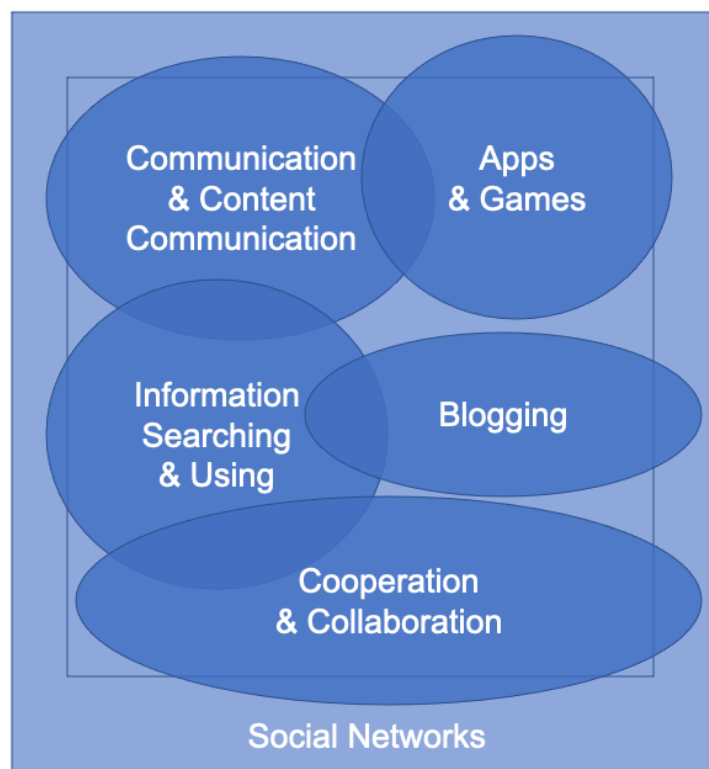 Communication
& Content
Communication
Apps
& Games
Information
Searching
& Using
Blogging
Cooperation
& Collaboration
Social Networks